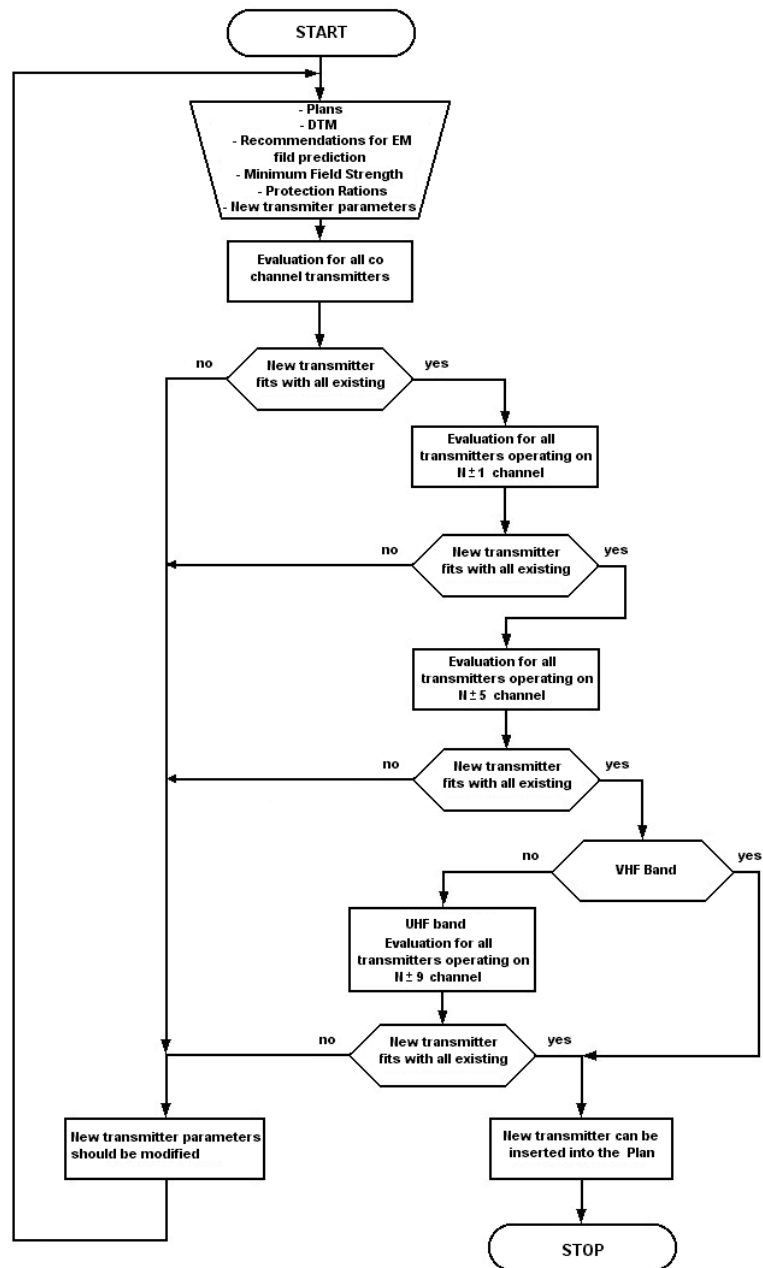 START
- Plans
- DTM
- Recommendations for EM
fild prediction
- Minimum Field Strength
- Protection Rations
- New transmiter parameters
Evaluation for all co
channel transmitters
no
New transmitter
fits with all existing
yes
Evaluation for all
transmitters operating on
N ± 1 channel
no
New transmitter
fits with all existing
yes
Evaluation for all
transmitters operating on
N ± 5 channel
no
New transmitter
fits with all existing
yes
no
VHF Band
yes
UHF band
Evaluation for all
transmitters operating on
N ± 9 channel
no
New transmitter
fits with all existing
yes
New transmitter parameters
should be modified
New transmitter can be
inserted into the Plan
STOP